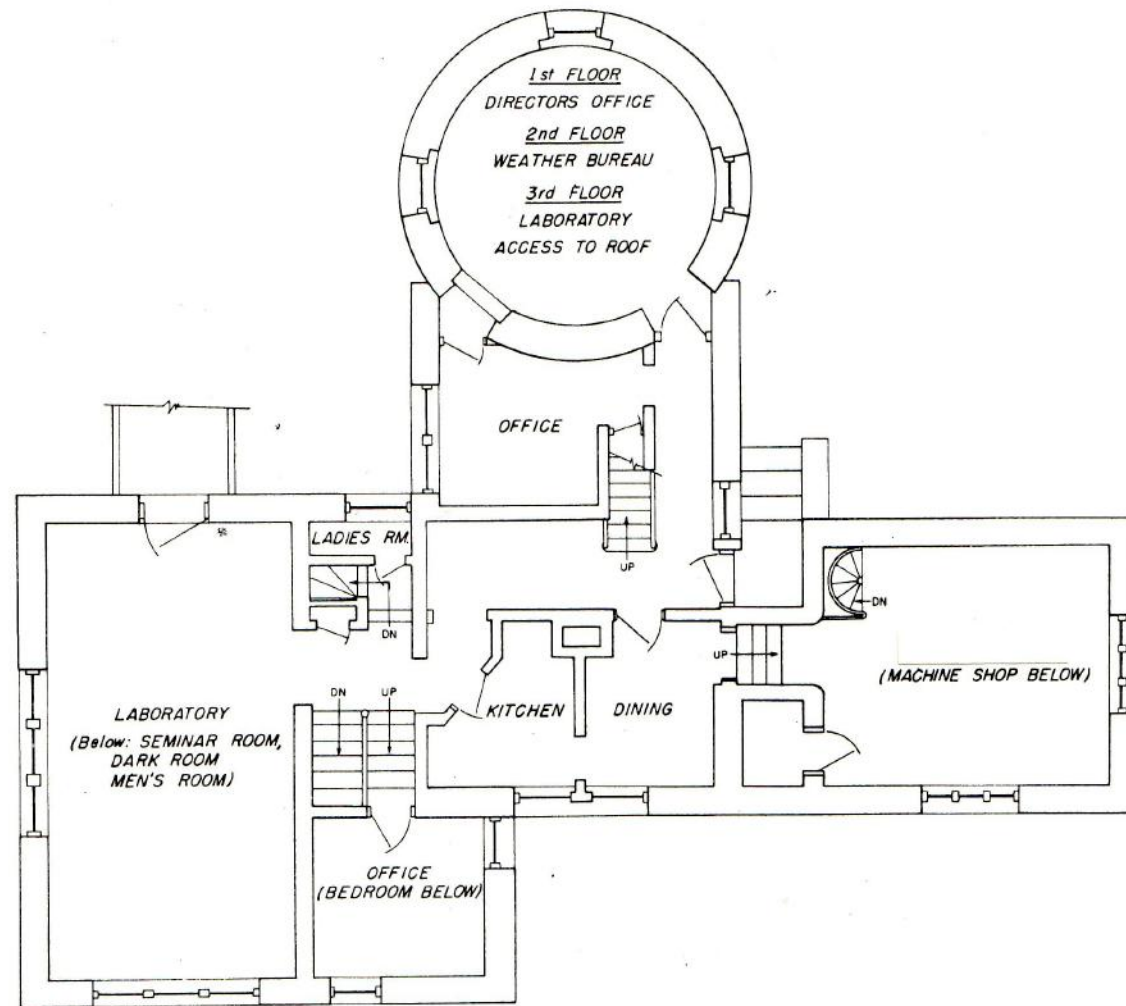 1st FLOOR
DIRECTORS OFFICE
2nd FLOOR
WEATHER BUREAU
3rd FLOOR
LABORATORY
ACCESS TO ROOF
OFFICE
LADIES RM.
UP
DN
DN
UP
(MACHINE SHOP BELOW)
DN
UP
KITCHEN
DINING
LABORATORY
(Below: SEMINAR ROOM,
DARK ROOM
MEN'S ROOM)
OFFICE
(BEDROOM BELOW)